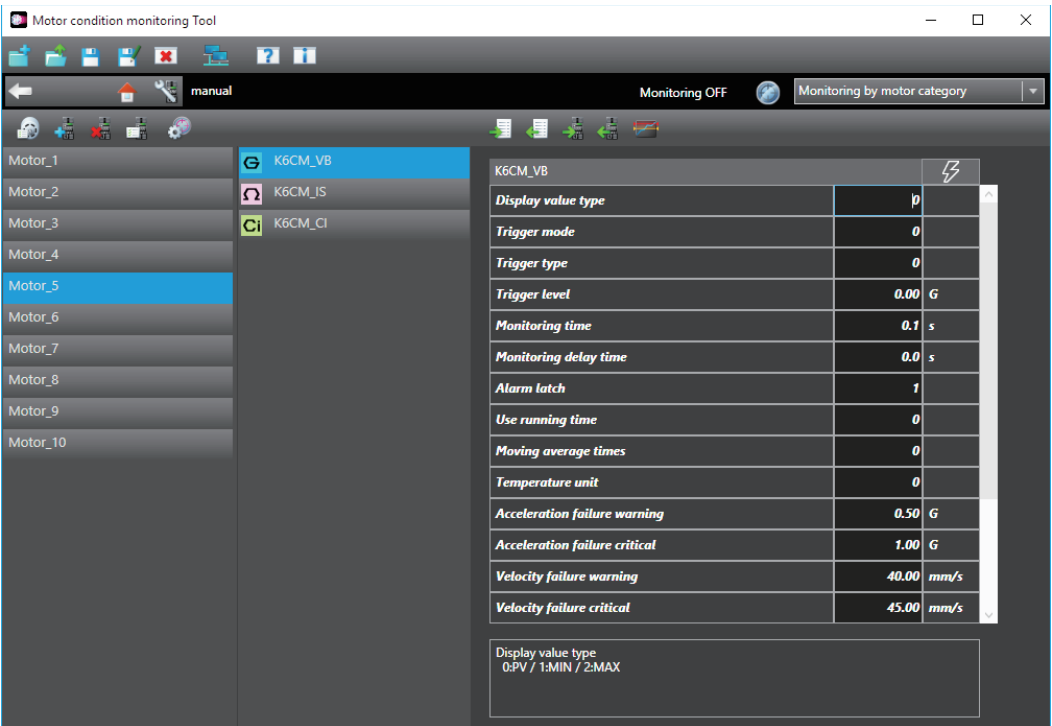 Motor condition monitoring Tool
manual
Monitoring OFF
Monitoring by motor category
Motor_1
Motor_2
Motor_3
Motor_4
Motor_5
Motor_6
Motor_7
Motor_8
Motor_9
Motor_10
G K6CM_VB
Ω K6CM_IS
Ci K6CM_CI
K6CM_VB
Display value type 0
Trigger mode 0
Trigger type 0
Trigger level 0.00 G
Monitoring time 0.1 s
Monitoring delay time 0.0 s
Alarm latch 1
Use running time 0
Moving average times 0
Temperature unit 0
Acceleration failure warning 0.50 G
Acceleration failure critical 1.00 G
Velocity failure warning 40.00 mm/s
Velocity failure critical 45.00 mm/s
Display value type
0:PV / 1:MIN / 2:MAX